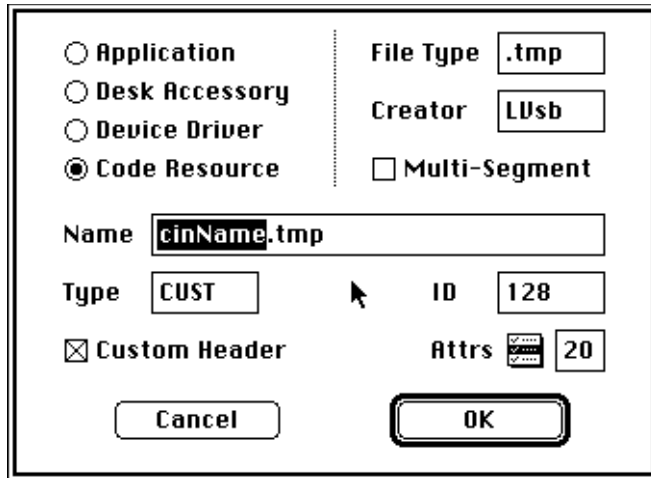 Application
Desk Accessory
Device Driver
Code Resource
File Type .tmp
Creator LVsb
Multi-Segment
Name cinName.tmp
Type CUST
ID 128
Custom Header
Attrs 20
Cancel
OK